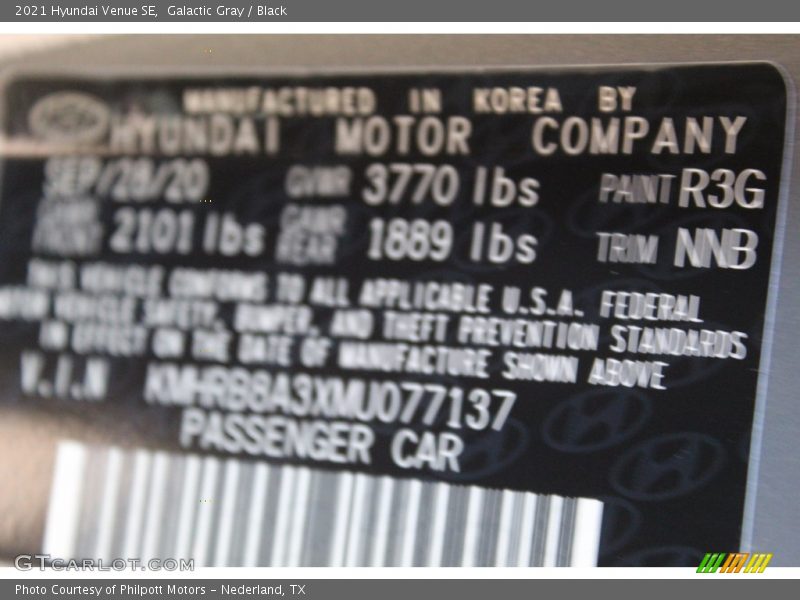 2021 Hyundai Venue SE,  Galactic Gray / Black
MANUFACTURED IN KOREA BY
HYUNDAI MOTOR COMPANY
SEP/28/20 GVWR 3770 lbs PAINT R3G
2101 lbs GAWR REAR 1889 lbs TRIM NNB
THIS VEHICLE CONFORMS TO ALL APPLICABLE U.S.A. FEDERAL
MOTOR VEHICLE SAFETY, BUMPER, AND THEFT PREVENTION STANDARDS
IN EFFECT ON THE DATE OF MANUFACTURE SHOWN ABOVE
V.I.N KMHRB8A3XMU077137
PASSENGER CAR
GTCARLOT.COM
Photo Courtesy of Philpott Motors - Nederland, TX